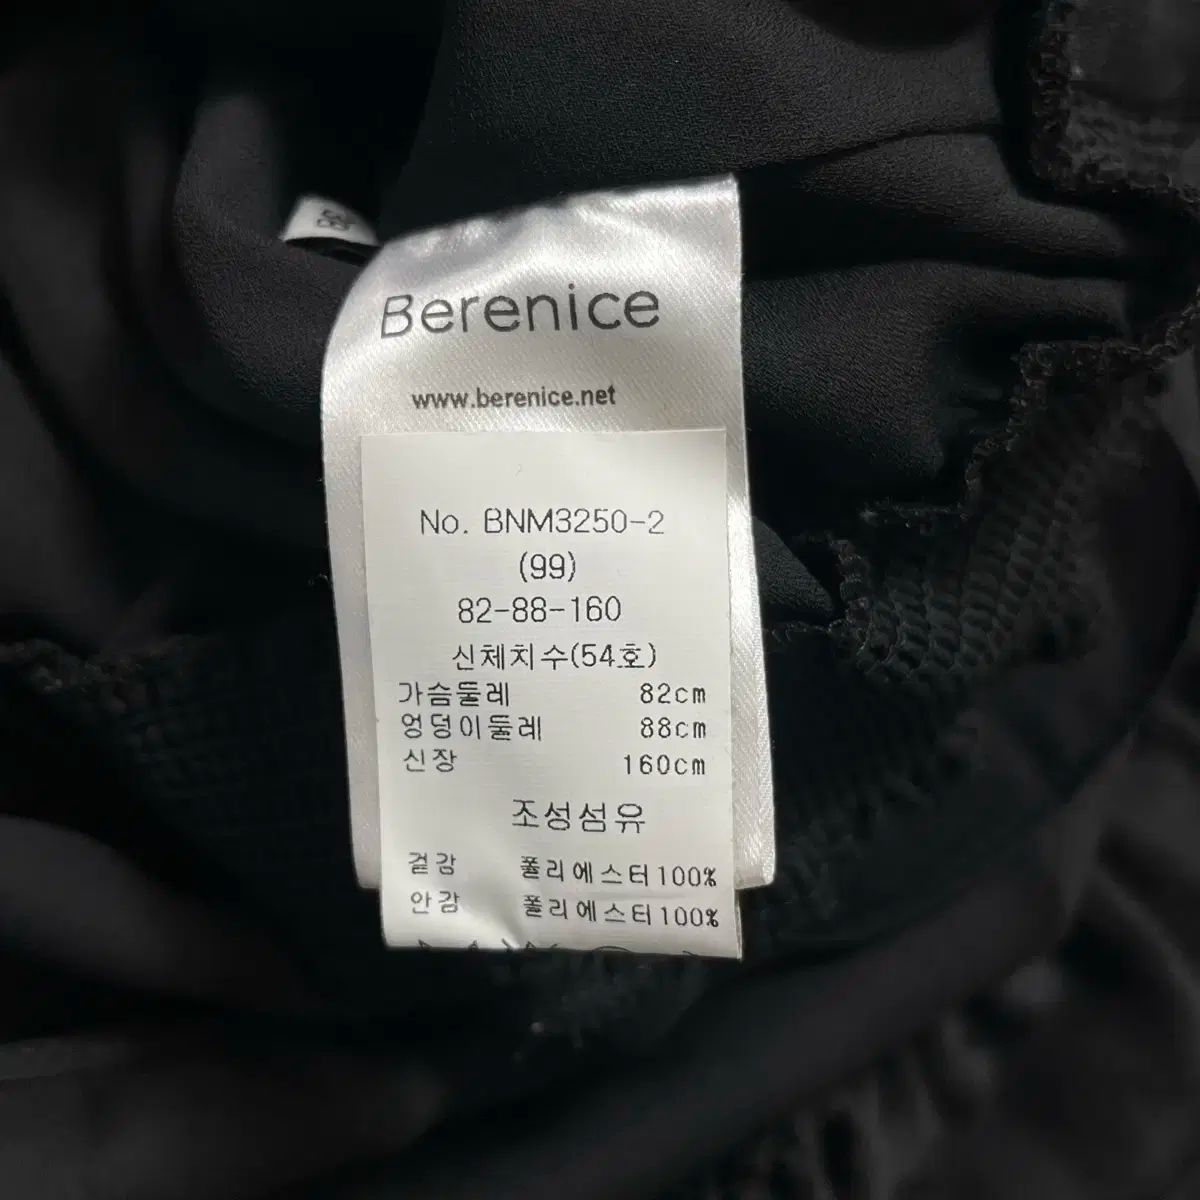 Berenice
www.berenice.net
No. BNM3250-2
(99)
82-88-160
신체치수(54호)
가슴둘레 82cm
엉덩이둘레 88cm
신장 160cm
조성섬유
겉감 폴리에스터100%
안감 폴리에스터100%